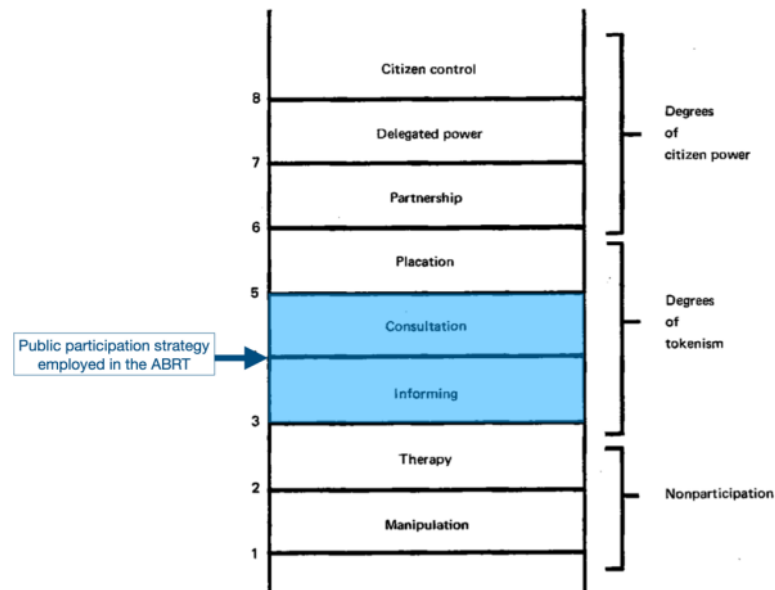 Citizen control
8
Delegated power
7
Partnership
6
Placation
5
Consultation
Informing
3
Therapy
2
Manipulation
1
Degrees
of
citizen power
Degrees
of
tokenism
Nonparticipation
Public participation strategy
employed in the ABRT